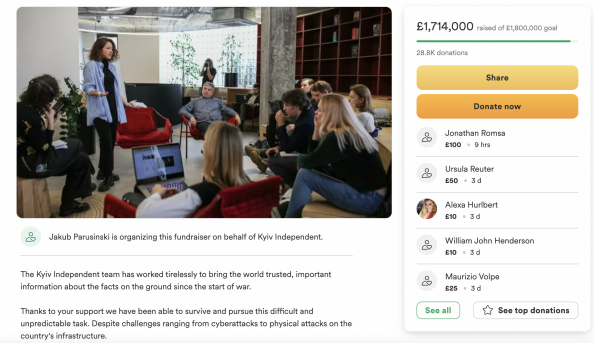 £1,714,000 raised of £1,800,000 goal
28.8K donations
Share
Donate now
Jonathan Romsa
£100 • 9 hrs
Ursula Reuter
£50 • 3 d
Alexa Hurlbert
£10 • 3 d
William John Henderson
£10 • 3 d
Maurizio Volpe
£25 • 3 d
See all
See top donations
Jakub Parusinski is organizing this fundraiser on behalf of Kyiv Independent.
The Kyiv Independent team has worked tirelessly to bring the world trusted, important
information about the facts on the ground since the start of war.
Thanks to your support we have been able to survive and pursue this difficult and
unpredictable task. Despite challenges ranging from cyberattacks to physical attacks on the
country's infrastructure.